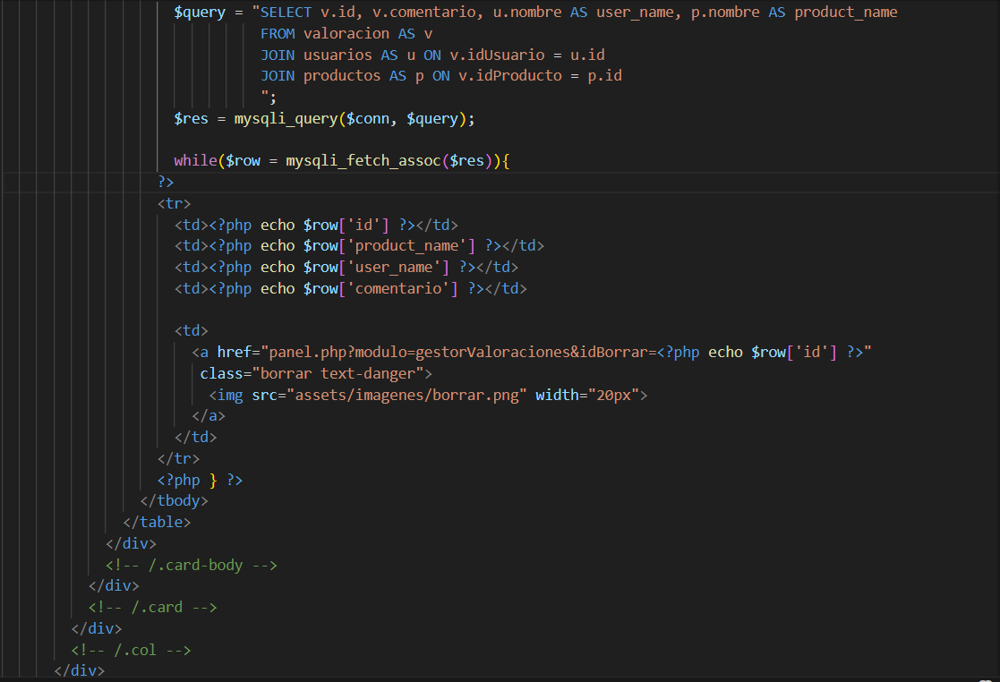 $query = "SELECT v.id, v.comentario, u.nombre AS user_name, p.nombre AS product_name
FROM valoracion AS v
JOIN usuarios AS u ON v.idUsuario = u.id
JOIN productos AS p ON v.idProducto = p.id
";
$res = mysqli_query($conn, $query);
while($row = mysqli_fetch_assoc($res)){
?>
<tr>
<td><?php echo $row['id'] ?></td>
<td><?php echo $row['product_name'] ?></td>
<td><?php echo $row['user_name'] ?></td>
<td><?php echo $row['comentario'] ?></td>
<td>
<a href="panel.php?modulo=gestorValoraciones&idBorrar=<?php echo $row['id'] ?>"
class="borrar text-danger">
<img src="assets/imagenes/borrar.png" width="20px">
</a>
</td>
</tr>
<?php } ?>
</tbody>
</table>
</div>
<!-- /.card-body -->
</div>
<!-- /.card -->
</div>
<!-- /.col -->
</div>